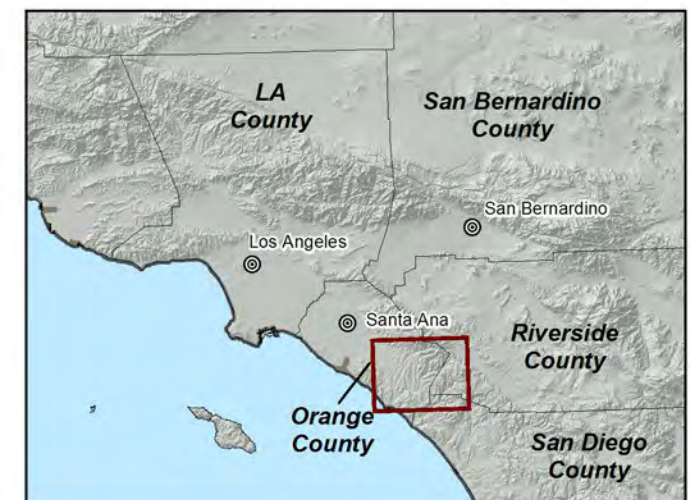 LA
County
San Bernardino
County
San Bernardino
Los Angeles
Santa Ana
Riverside
County
Orange
County
San Diego
County